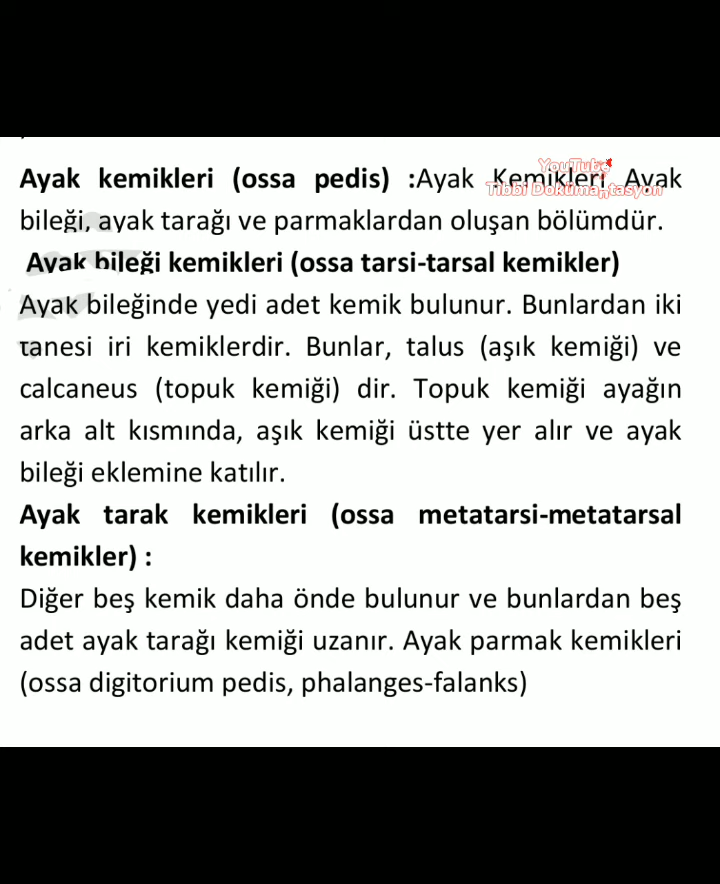 YouTube
Tıbbi Dokümantasyon
Ayak kemikleri (ossa pedis) :Ayak Kemikleri Ayak
bileği, ayak tarağı ve parmaklardan oluşan bölümdür.
Ayak bileği kemikleri (ossa tarsi-tarsal kemikler)
Ayak bileğinde yedi adet kemik bulunur. Bunlardan iki
tanesi iri kemiklerdir. Bunlar, talus (aşık kemiği) ve
calcaneus (topuk kemiği) dir. Topuk kemiği ayağın
arka alt kısmında, aşık kemiği üstte yer alır ve ayak
bileği eklemine katılır.
Ayak tarak kemikleri (ossa metatarsi-metatarsal
kemikler) :
Diğer beş kemik daha önde bulunur ve bunlardan beş
adet ayak tarağı kemiği uzanır. Ayak parmak kemikleri
(ossa digitorium pedis, phalanges-falanks)